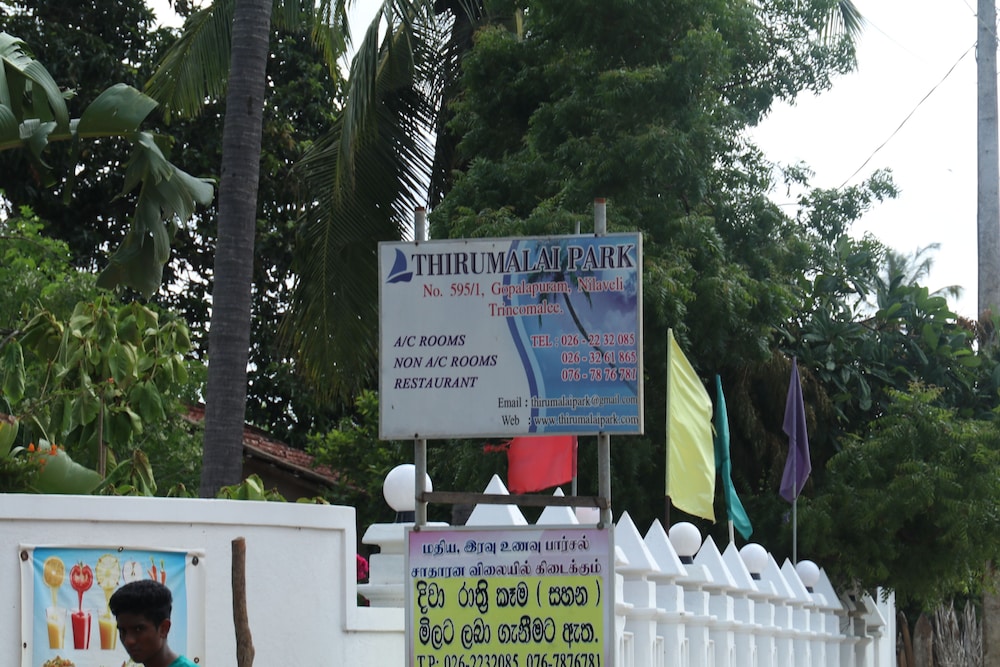 THIRUMALAI PARK
No. 595/1, Gopalapuram, Nilaveli
Trincomalee.
A/C ROOMS
NON A/C ROOMS
RESTAURANT
TEL : 026 - 22 32 085
026 - 32 61 865
076 - 78 76 781
Email : thirumalaipark@gmail.com
Web : www.thirumalaipark.com
மதிய, இரவு உணவு பார்சல்
சாதாரன விலையில் கிடைக்கும்
දිවා රාත්‍රී කෑම ( සහන )
මිලට ලබා ගැනීමට ඇත.
T.P: 026-2232085, 076-7876781